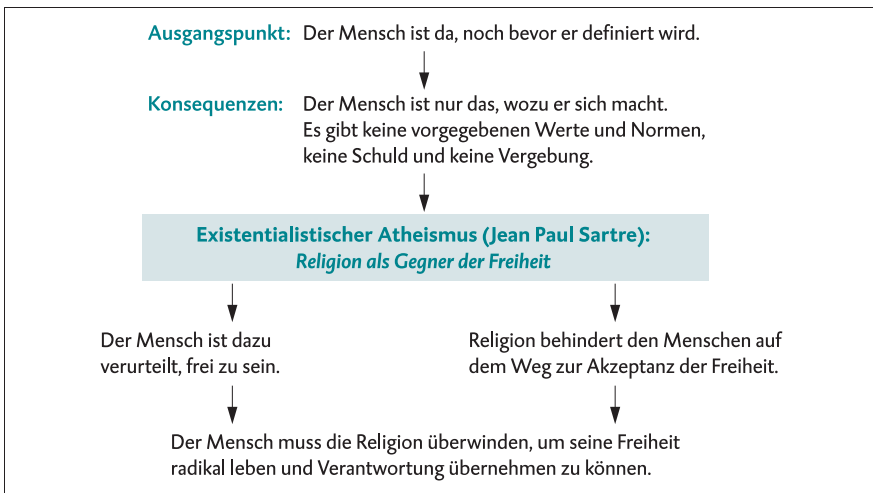 Ausgangspunkt: Der Mensch ist da, noch bevor er definiert wird.
Konsequenzen: Der Mensch ist nur das, wozu er sich macht.
Es gibt keine vorgegebenen Werte und Normen,
keine Schuld und keine Vergebung.
Existentialistischer Atheismus (Jean Paul Sartre):
Religion als Gegner der Freiheit
Der Mensch ist dazu
verurteilt, frei zu sein.
Religion behindert den Menschen auf
dem Weg zur Akzeptanz der Freiheit.
Der Mensch muss die Religion überwinden, um seine Freiheit
radikal leben und Verantwortung übernehmen zu können.